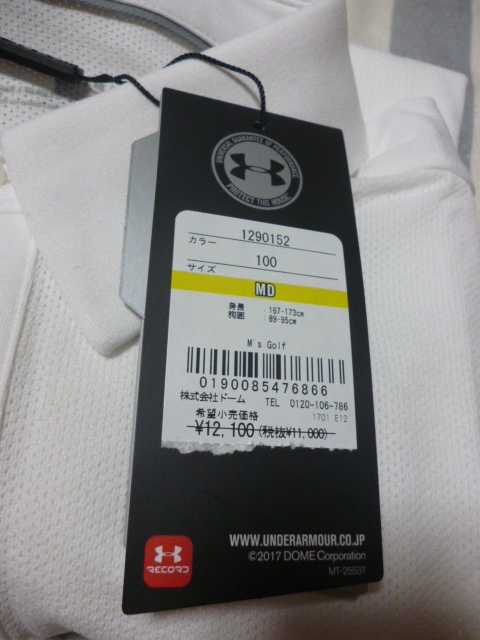 UNIVERSAL GUARANTEE OF PERFORMANCE
PROTECT THIS HOUSE
1290152
カラー
100
サイズ
MD
身長 : 167-173cm
胸囲 : 89-95cm
M's Golf
0190085476866
株式会社ドーム TEL 0120-106-786
希望小売価格 1701 E12
¥12,100(税抜¥11,000)
WWW.UNDERARMOUR.CO.JP
©2017 DOME Corporation
RECORD
MT-25531